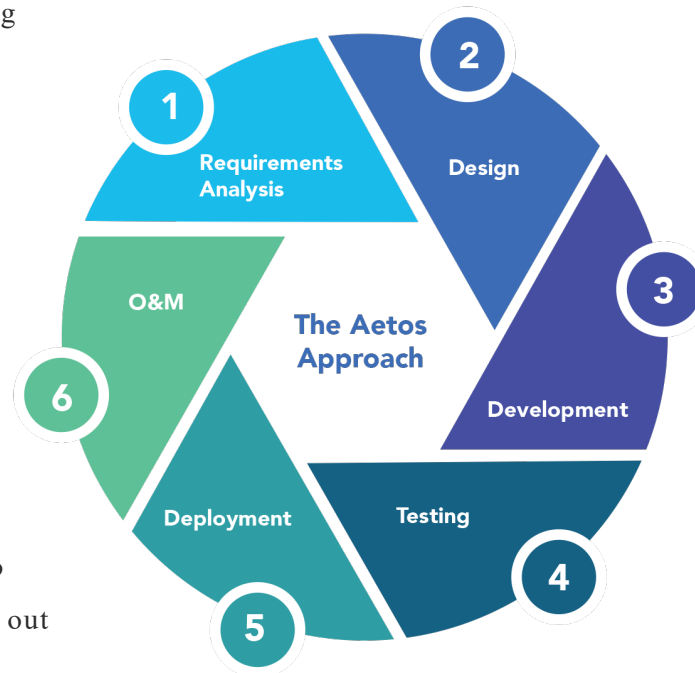 g
1
Requirements
Analysis
2
Design
3
Development
4
Testing
5
Deployment
6
O&M
The Aetos
Approach
out